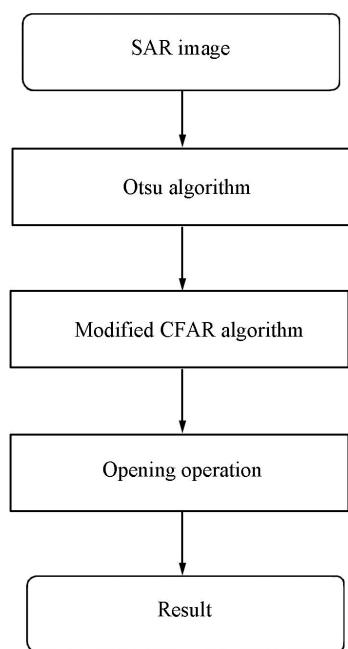 SAR image
Otsu algorithm
Modified CFAR algorithm
Opening operation
Result